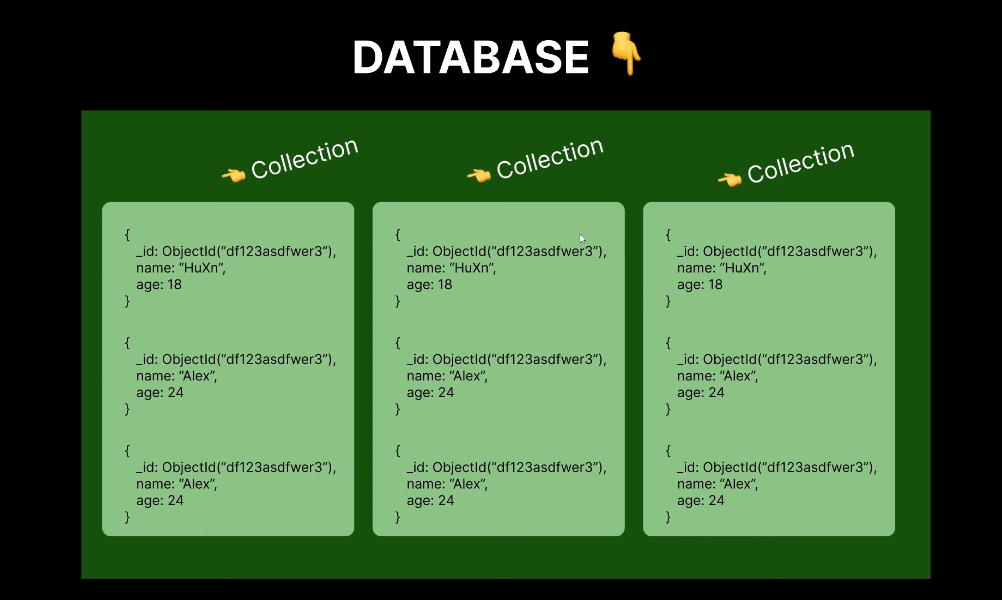 DATABASE 👇
👈 Collection
{
_id: ObjectId(“df123asdfwer3”),
name: “HuXn”,
age: 18
}
{
_id: ObjectId(“df123asdfwer3”),
name: “Alex”,
age: 24
}
{
_id: ObjectId(“df123asdfwer3”),
name: “Alex”,
age: 24
}
👈 Collection
{
_id: ObjectId(“df123asdfwer3”),
name: “HuXn”,
age: 18
}
{
_id: ObjectId(“df123asdfwer3”),
name: “Alex”,
age: 24
}
{
_id: ObjectId(“df123asdfwer3”),
name: “Alex”,
age: 24
}
👈 Collection
{
_id: ObjectId(“df123asdfwer3”),
name: “HuXn”,
age: 18
}
{
_id: ObjectId(“df123asdfwer3”),
name: “Alex”,
age: 24
}
{
_id: ObjectId(“df123asdfwer3”),
name: “Alex”,
age: 24
}